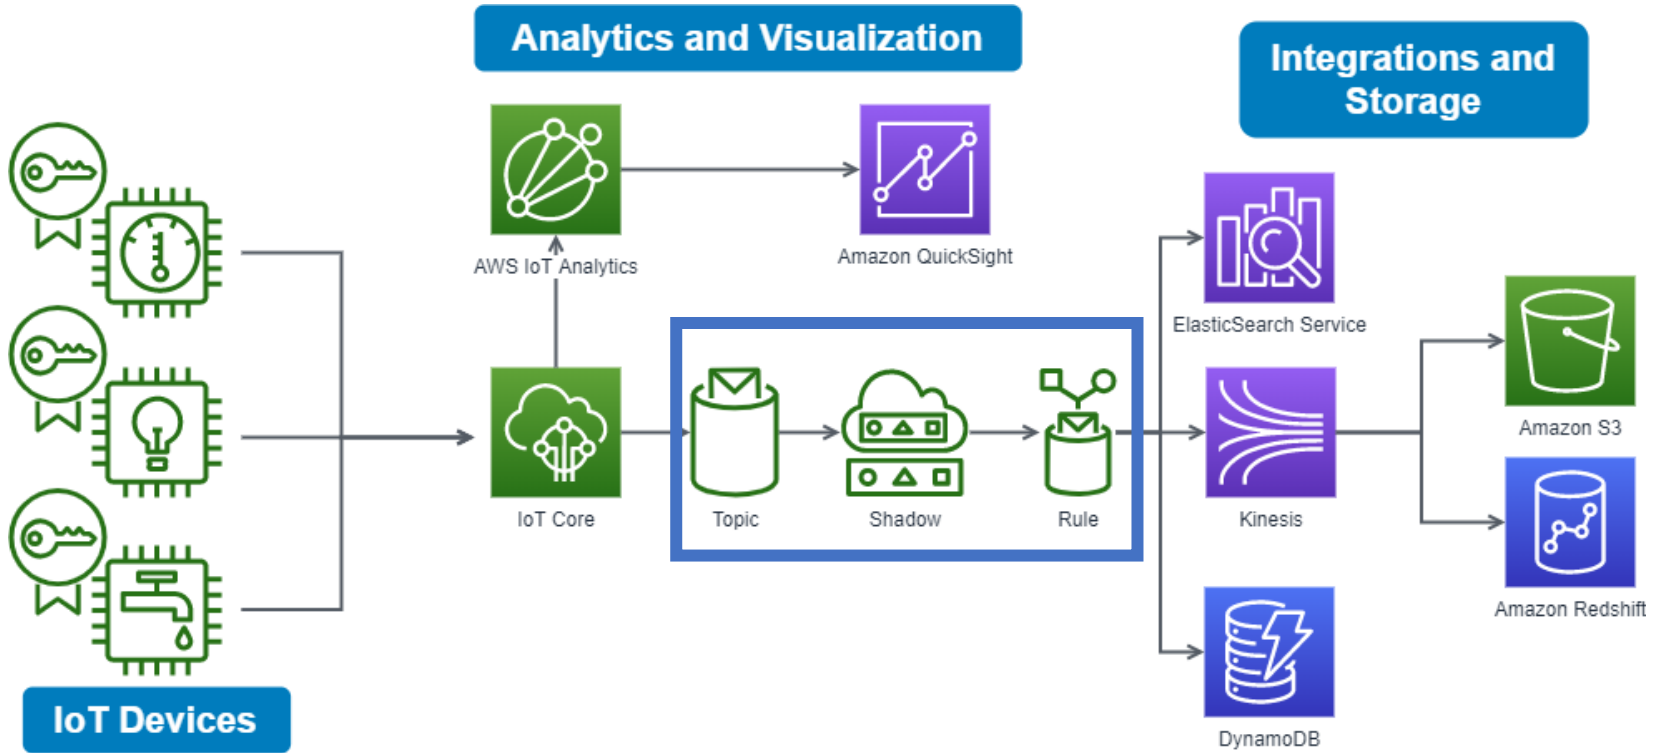 Analytics and Visualization
Integrations and
Storage
AWS IoT Analytics
Amazon QuickSight
ElasticSearch Service
IoT Core
Topic
Shadow
Rule
Kinesis
Amazon S3
Amazon Redshift
DynamoDB
IoT Devices